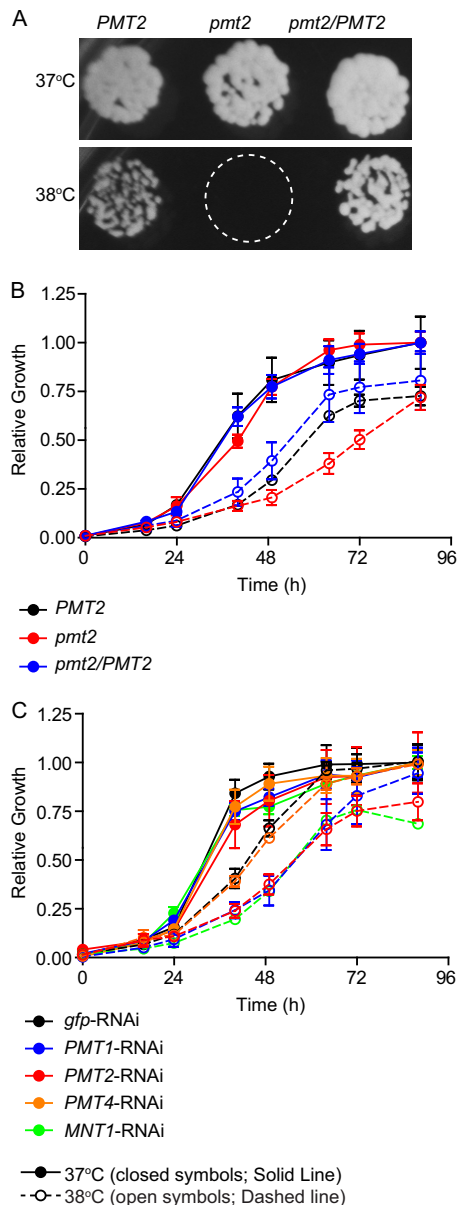 A
PMT2 pmt2 pmt2/PMT2
37°C
38°C
B
Relative Growth
1.25
1.00
0.75
0.50
0.25
0.00
0 24 48 72 96
Time (h)
PMT2
pmt2
pmt2/PMT2
C
Relative Growth
1.25
1.00
0.75
0.50
0.25
0.00
0 24 48 72 96
Time (h)
gfp-RNAi
PMT1-RNAi
PMT2-RNAi
PMT4-RNAi
MNT1-RNAi
37°C (closed symbols; Solid Line)
38°C (open symbols; Dashed line)